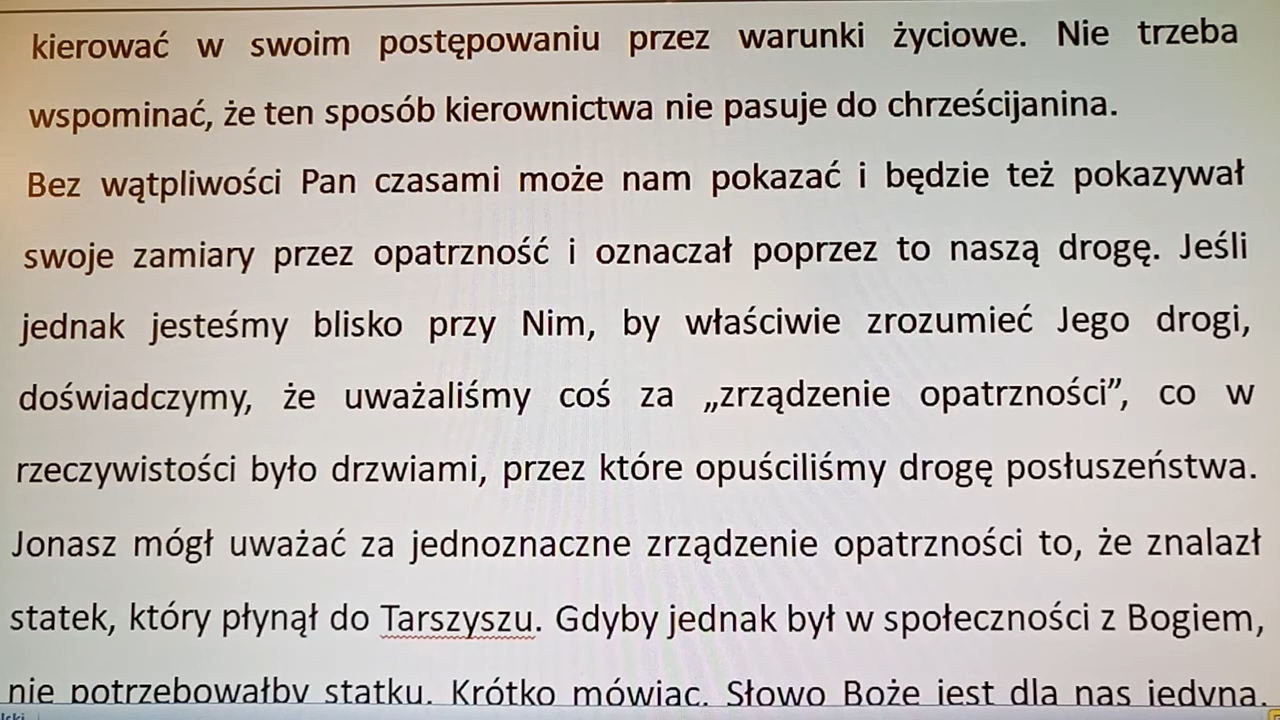 kierować w swoim postępowaniu przez warunki życiowe. Nie trzeba
wspominać, że ten sposób kierownictwa nie pasuje do chrześcijanina.
Bez wątpliwości Pan czasami może nam pokazać i będzie też pokazywał
swoje zamiary przez opatrzność i oznaczał poprzez to naszą drogę. Jeśli
jednak jesteśmy blisko przy Nim, by właściwie zrozumieć Jego drogi,
doświadczymy, że uważaliśmy coś za „zrządzenie opatrzności”, co w
rzeczywistości było drzwiami, przez które opuściliśmy drogę posłuszeństwa.
Jonasz mógł uważać za jednoznaczne zrządzenie opatrzności to, że znalazł
statek, który płynął do Tarszyszu. Gdyby jednak był w społeczności z Bogiem,
nie potrzebowałby statku. Krótko mówiąc, Słowo Boże jest dla nas jedyną,